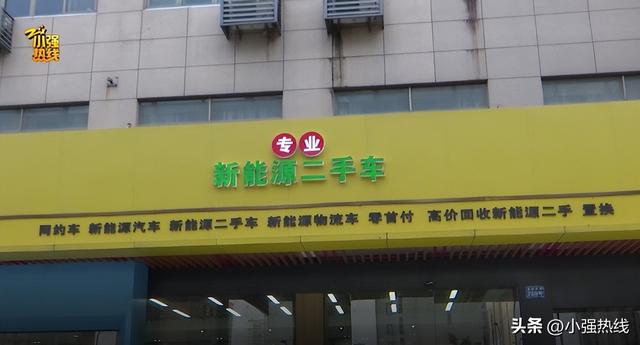 小强热线
专业
新能源二手车
网约车 新能源汽车 新能源二手车 新能源物流车 零首付 高价回收新能源二手 置换
头条 @小强热线